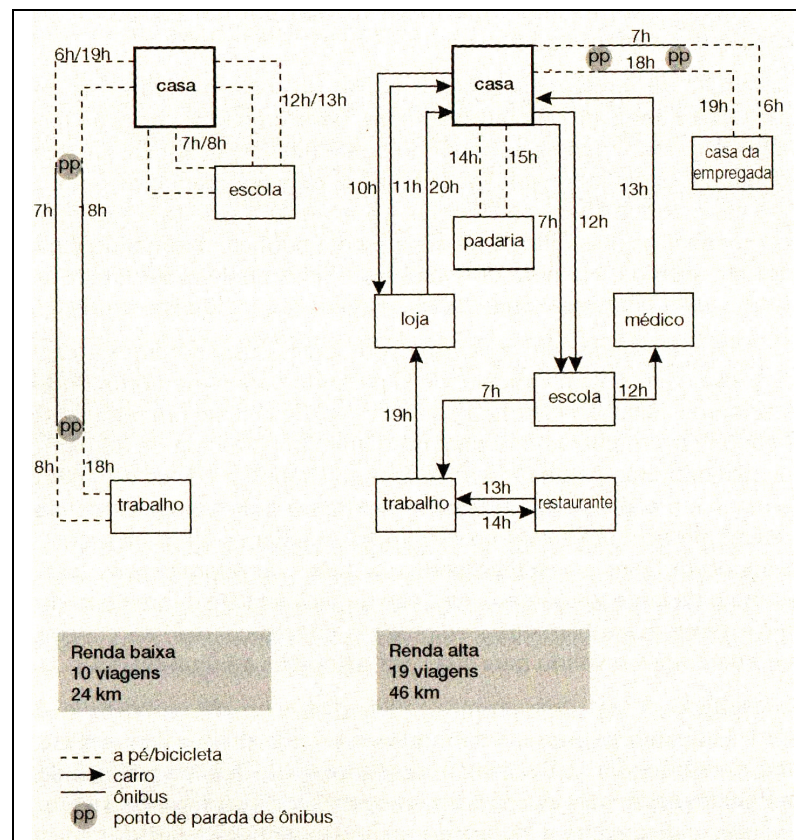 6h/19h
casa
12h/13h
7h/8h
escola
pp
7h
18h
pp
8h
18h
trabalho
7h
pp
pp
18h
casa
19h
6h
casa da
empregada
14h
15h
10h
11h
20h
padaria
7h
12h
13h
loja
médico
escola
7h
12h
19h
trabalho
13h
restaurante
14h
Renda baixa
10 viagens
24 km
Renda alta
19 viagens
46 km
a pé/bicicleta
carro
ônibus
pp
ponto de parada de ônibus